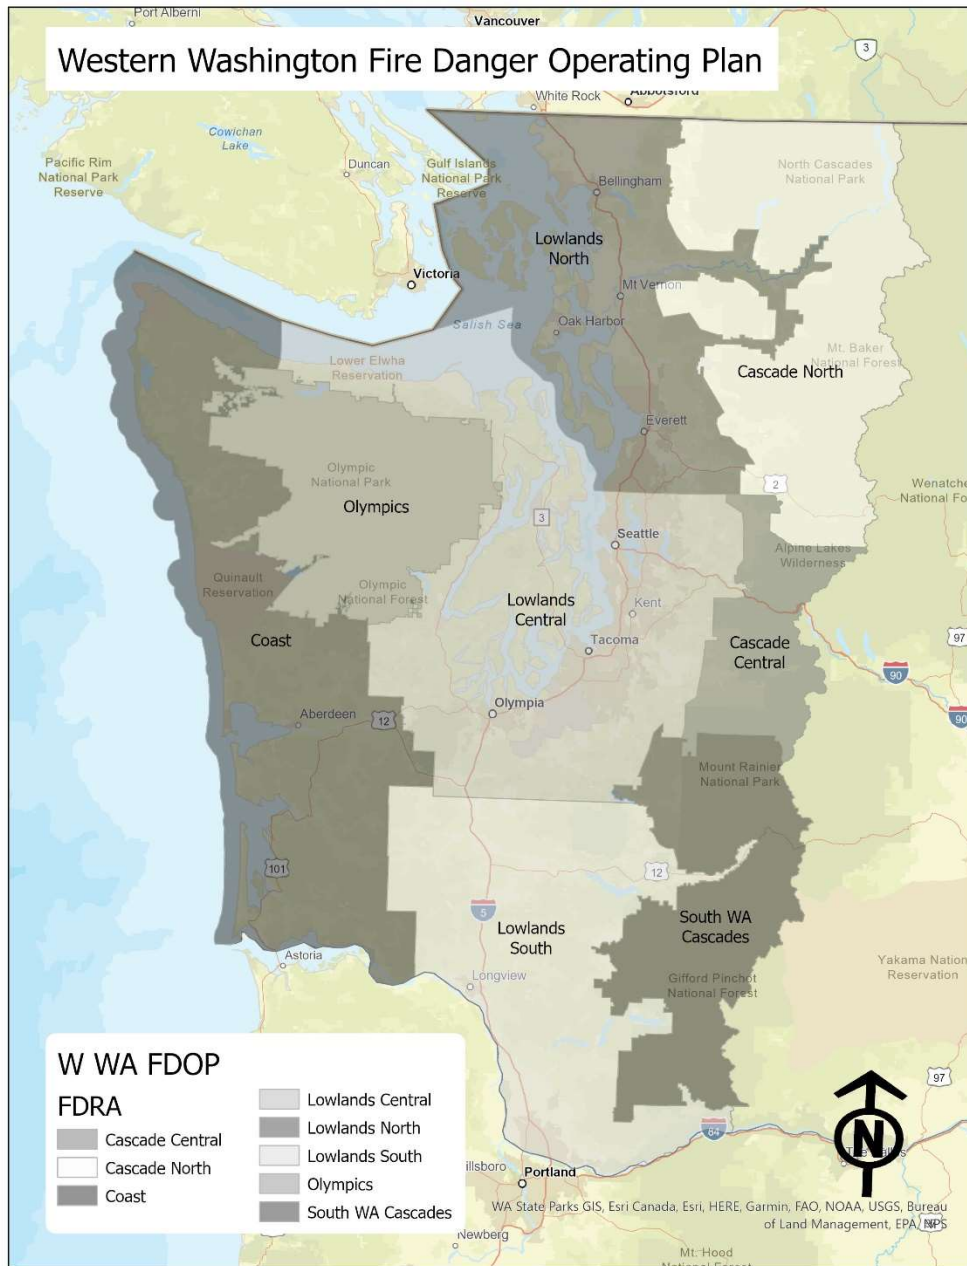 Port Alberni
Vancouver
Western Washington Fire Danger Operating Plan
3
White Rock
Abbotsford
Cowichan
Lake
Pacific Rim
National Park
Reserve
Duncan
Gulf Islands
National Park
Reserve
North Cascades
National Park
Bellingham
Lowlands
North
Victoria
Mt Vernon
Salish Sea
Oak Harbor
Lower Elwha
Reservation
Mt. Baker
National Forest
Cascade North
Everett
Olympic
National Park
2
Olympics
3
Seattle
Alpine Lakes
Wilderness
Quinault
Reservation
Olympic
National Forest
Lowlands
Central
Kent
Coast
Tacoma
Cascade
Central
97
90
90
Olympia
Aberdeen
12
Mount Rainier
National Park
101
12
5
Lowlands
South
South WA
Cascades
Astoria
Longview
Gifford Pinchot
National Forest
Yakama
Reservation
W WA FDOP
FDRA
Cascade Central
Cascade North
Coast
Lowlands Central
Lowlands North
Lowlands South
Olympics
South WA Cascades
97
84
N
Portland
WA State Parks GIS, Esri Canada, Esri, HERE, Garmin, FAO, NOAA, USGS, Bureau
of Land Management, EPA, NPS
Newberg
Mt. Hood